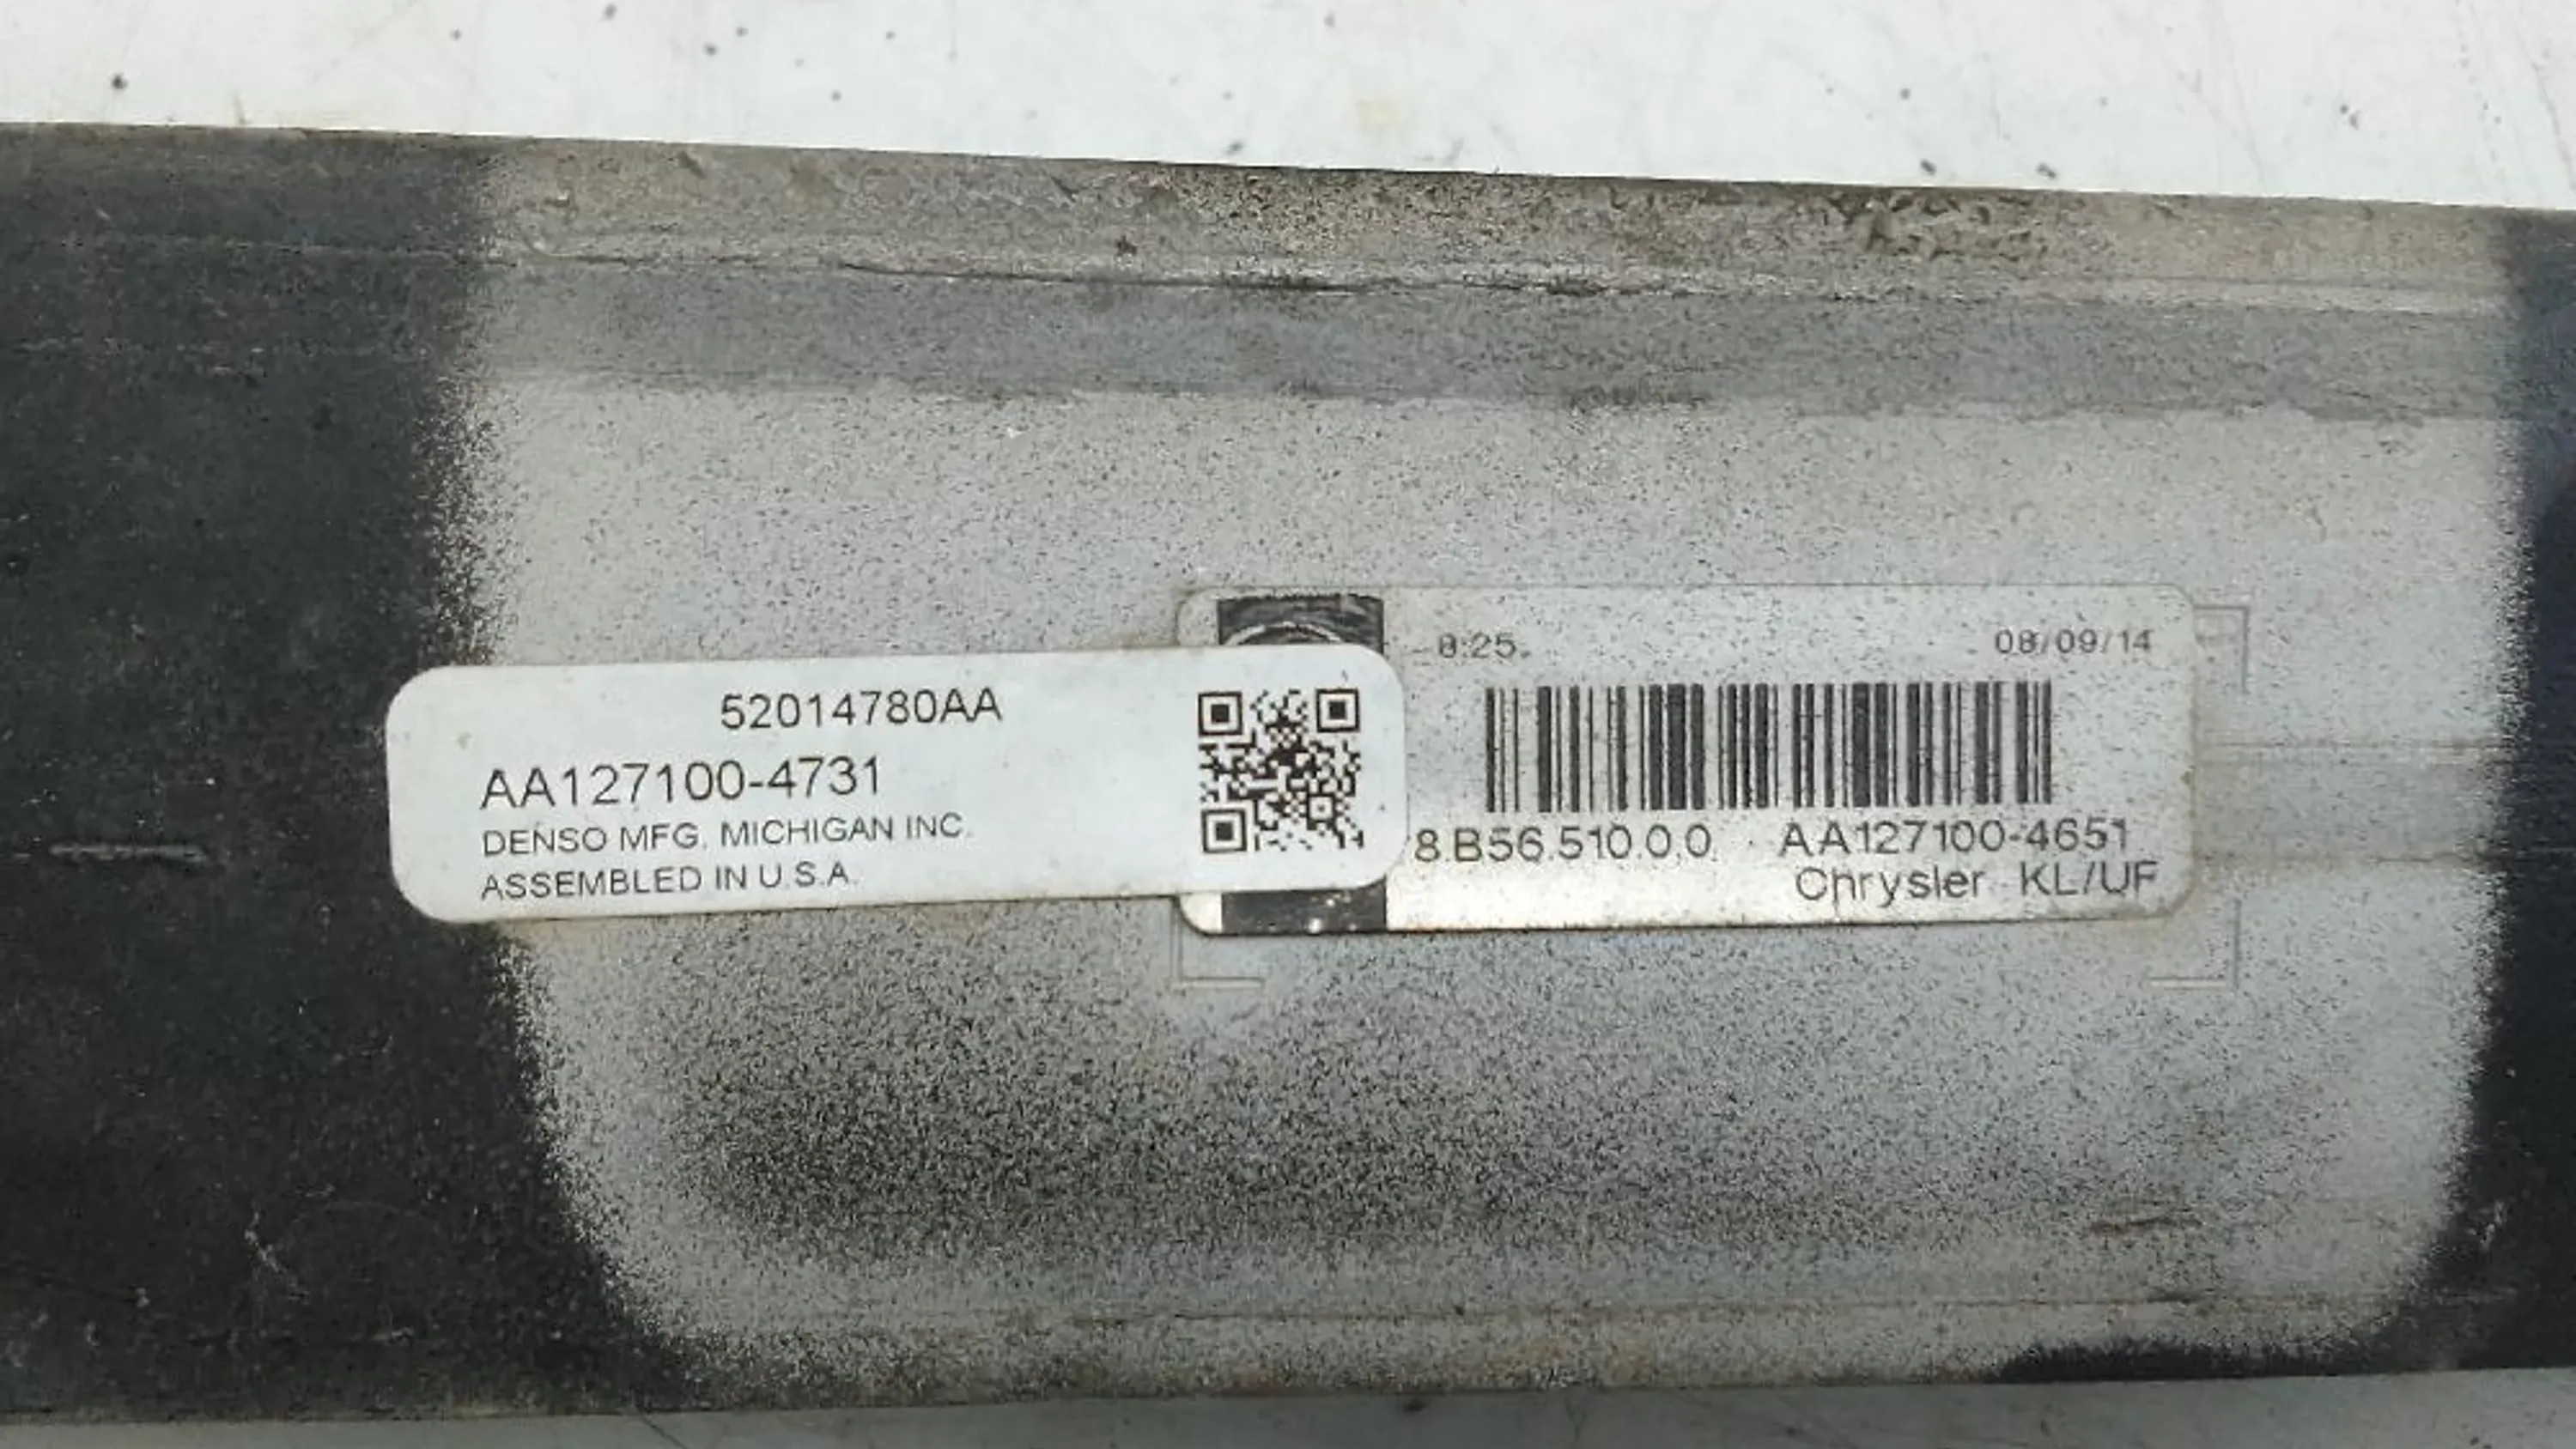 52014780AA
AA127100-4731
DENSO MFG. MICHIGAN INC.
ASSEMBLED IN U.S.A.
8:25 08/09/14
8.B56.510.0.0 AA127100-4651
Chrysler KL/UF